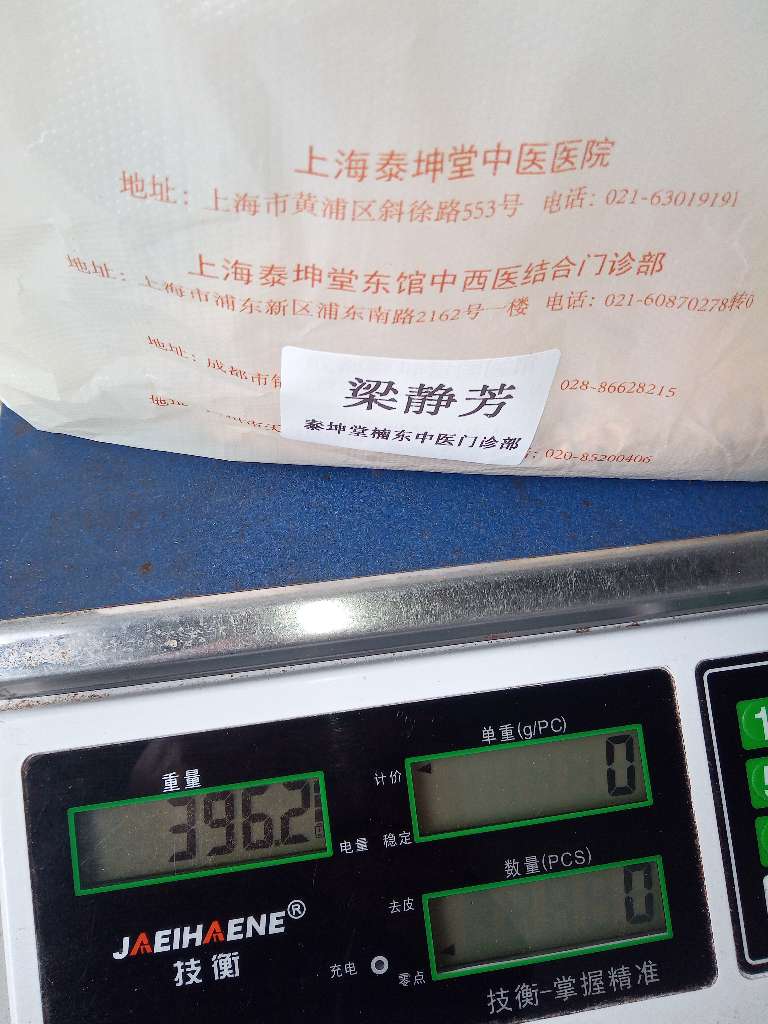 上海泰坤堂中医医院
地址：上海市黄浦区斜徐路553号 电话：021-63019191
上海泰坤堂东馆中西医结合门诊部
地址：上海市浦东新区浦东南路2162号一楼 电话：021-60870278转0
地址：成都市 028-86628215
梁静芳
泰坤堂楠东中医门诊部
地址： 020-85200406
单重(g/PC)
重量
计价
0
396.2
电量 稳定
数量(PCS)
去皮
0
JAEIHAENE®
技衡
充电 零点
技衡-掌握精准